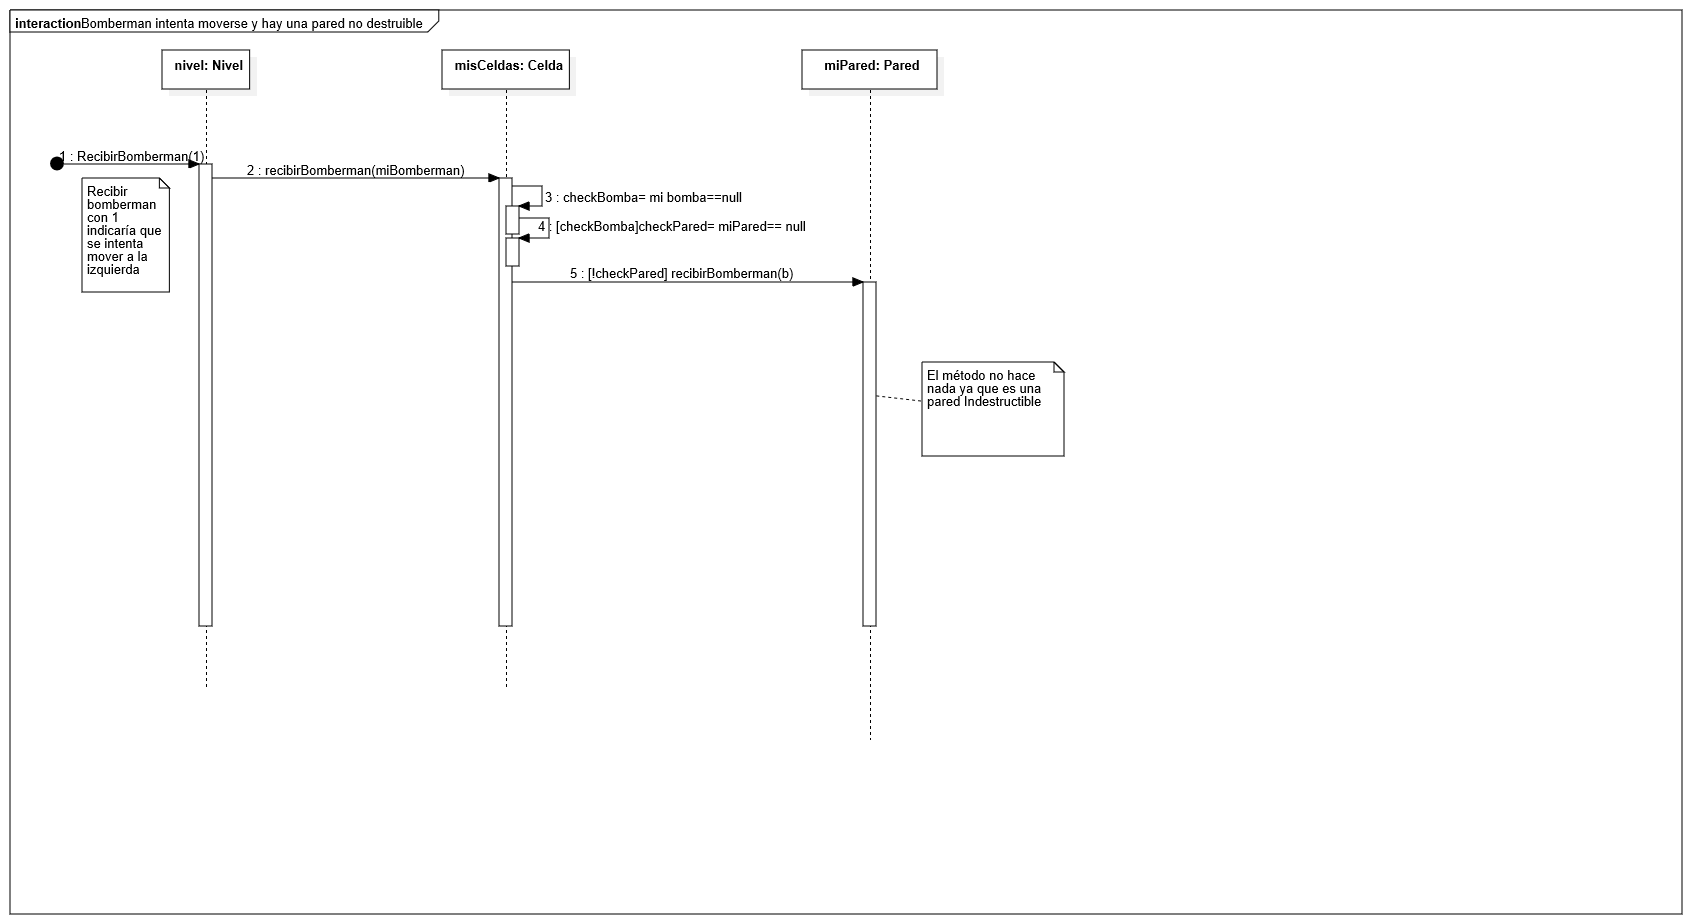 interactionBomberman intenta moverse y hay una pared no destruible
nivel: Nivel
misCeldas: Celda
miPared: Pared
1 : RecibirBomberman(1)
2 : recibirBomberman(miBomberman)
Recibir
bomberman
con 1
indicaría que
se intenta
mover a la
izquierda
3 : checkBomba= mi bomba==null
4 : [checkBomba]checkPared= miPared== null
5 : [!checkPared] recibirBomberman(b)
El método no hace
nada ya que es una
pared Indestructible